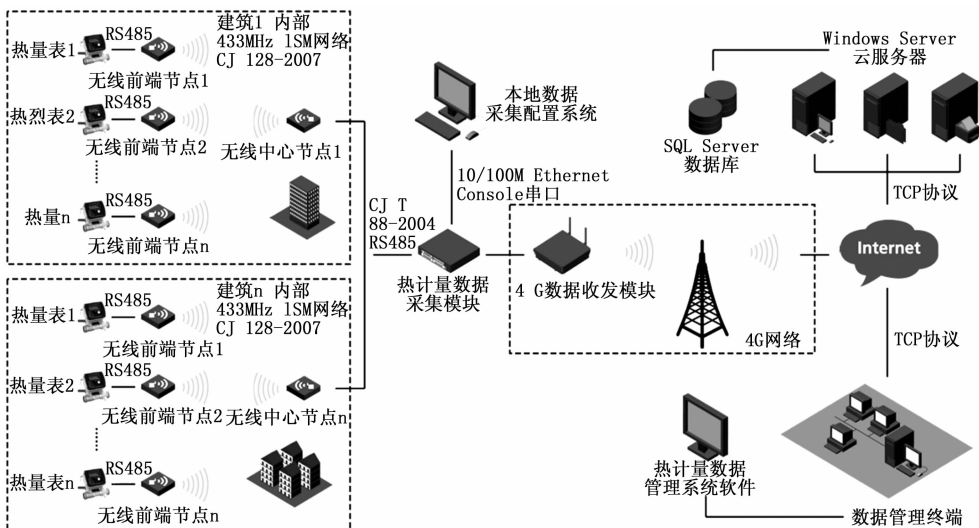 热量表1
RS485
无线前端节点1
建筑1 内部
433MHz lSM网络
CJ 128-2007
热烈表2
RS485
无线前端节点2
无线中心节点1
热量n
RS485
无线前端节点n
热量表1
RS485
无线前端节点1
建筑n 内部
433MHz lSM网络
CJ 128-2007
热量表2
RS485
无线前端节点2
无线中心节点n
热量表n
RS485
无线前端节点n
CJ T
88-2004
RS485
本地数据
采集配置系统
10/100M Ethernet
Console串口
热计量数据
采集模块
4 G数据收发模块
4G网络
Windows Server
云服务器
SQL Server
数据库
TCP协议
Internet
TCP协议
热计量数据
管理系统软件
数据管理终端